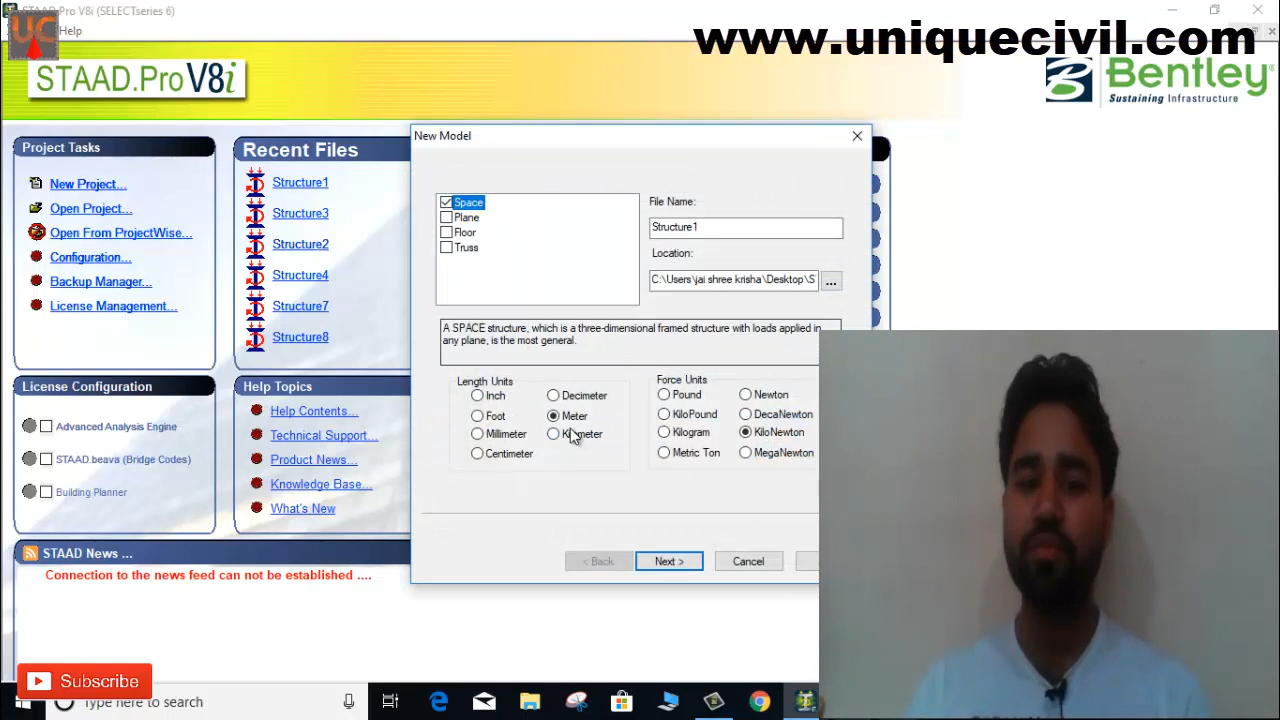 STAAD.Pro V8i (SELECTseries 6)
UC
Help
www.uniquecivil.com
STAAD.Pro V8i
Bentley®
Sustaining Infrastructure
Project Tasks
New Project...
Open Project...
Open From ProjectWise...
Configuration...
Backup Manager...
License Management...
Recent Files
Structure1
Structure3
Structure2
Structure4
Structure7
Structure8
New Model
Space
Plane
Floor
Truss
File Name:
Structure1
Location:
C:\Users\jai shree krisha\Desktop\S
...
A SPACE structure, which is a three-dimensional framed structure with loads applied in
any plane, is the most general.
Length Units
Inch
Decimeter
Foot
Meter
Millimeter
Kilometer
Centimeter
Force Units
Pound
Newton
KiloPound
DecaNewton
Kilogram
KiloNewton
Metric Ton
MegaNewton
< Back
Next >
Cancel
License Configuration
Advanced Analysis Engine
STAAD.beava (Bridge Codes)
Building Planner
Help Topics
Help Contents...
Technical Support...
Product News...
Knowledge Base...
What's New
STAAD News ...
Connection to the news feed can not be established ....
Subscribe
Type here to search